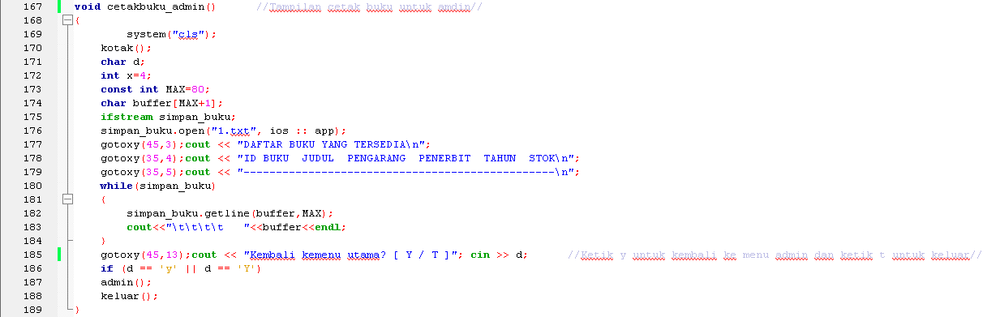 167 void cetakbuku_admin() //Tampilan cetak buku untuk amdin//
168 {
169 system("cls");
170 kotak();
171 char d;
172 int x=4;
173 const int MAX=80;
174 char buffer[MAX+1];
175 ifstream simpan_buku;
176 simpan_buku.open("1.txt", ios :: app);
177 gotoxy(45,3);cout << "DAFTAR BUKU YANG TERSEDIA\n";
178 gotoxy(35,4);cout << "ID BUKU  JUDUL  PENGARANG  PENERBIT  TAHUN  STOK\n";
179 gotoxy(35,5);cout << "------------------------------------------------\n";
180 while(simpan_buku)
181 {
182 simpan_buku.getline(buffer,MAX);
183 cout<<"\t\t\t\t   "<<buffer<<endl;
184 }
185 gotoxy(45,13);cout << "Kembali kemenu utama? [ Y / T ]"; cin >> d; //Ketik y untuk kembali ke menu admin dan ketik t untuk keluar//
186 if (d == 'y' || d == 'Y')
187 admin();
188 keluar();
189 }